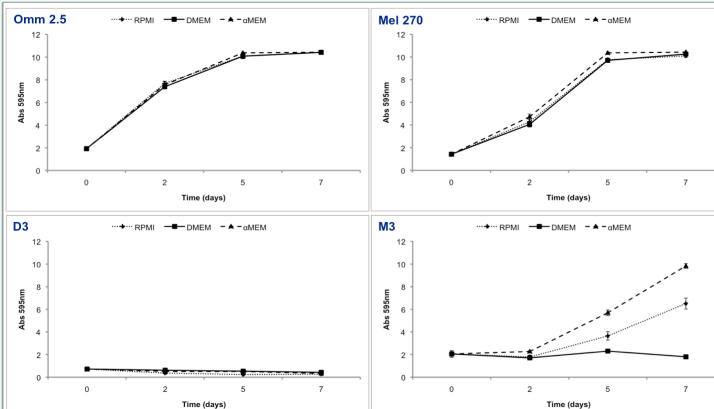 Omm 2.5
RPMI DMEM αMEM
12
10
8
6
4
2
0
Abs 595nm
0 2 5 7
Time (days)
Mel 270
RPMI DMEM αMEM
12
10
8
6
4
2
0
Abs 595nm
0 2 5 7
Time (days)
D3
RPMI DMEM αMEM
12
10
8
6
4
2
0
Abs 595nm
0 2 5 7
Time (days)
M3
RPMI DMEM αMEM
12
10
8
6
4
2
0
Abs 595nm
0 2 5 7
Time (days)